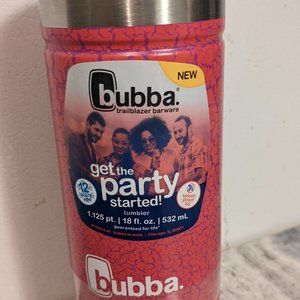 NEW
bubba.
trailblazer barware
get the
party
started!
tumbler
1.125 pt. | 18 fl. oz. | 532 mL
guaranteed for life*
bubba.